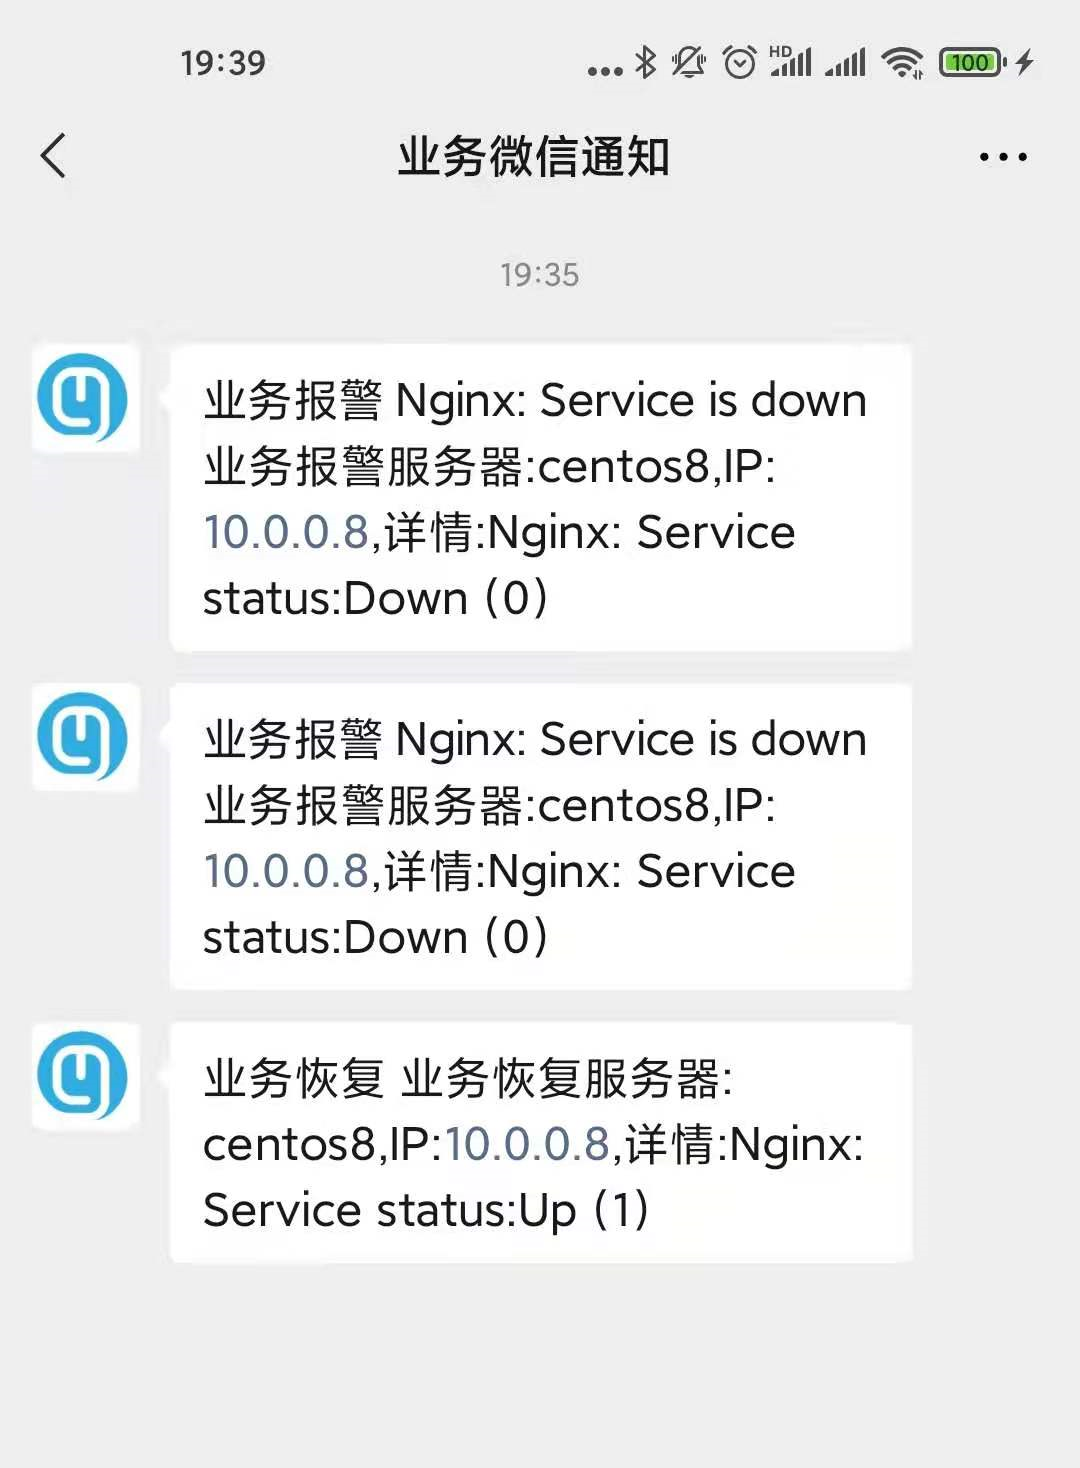 19:39
HD
100
业务微信通知
19:35
业务报警 Nginx: Service is down
业务报警服务器:centos8,IP:
10.0.0.8,详情:Nginx: Service
status:Down (0)
业务报警 Nginx: Service is down
业务报警服务器:centos8,IP:
10.0.0.8,详情:Nginx: Service
status:Down (0)
业务恢复 业务恢复服务器:
centos8,IP:10.0.0.8,详情:Nginx:
Service status:Up (1)